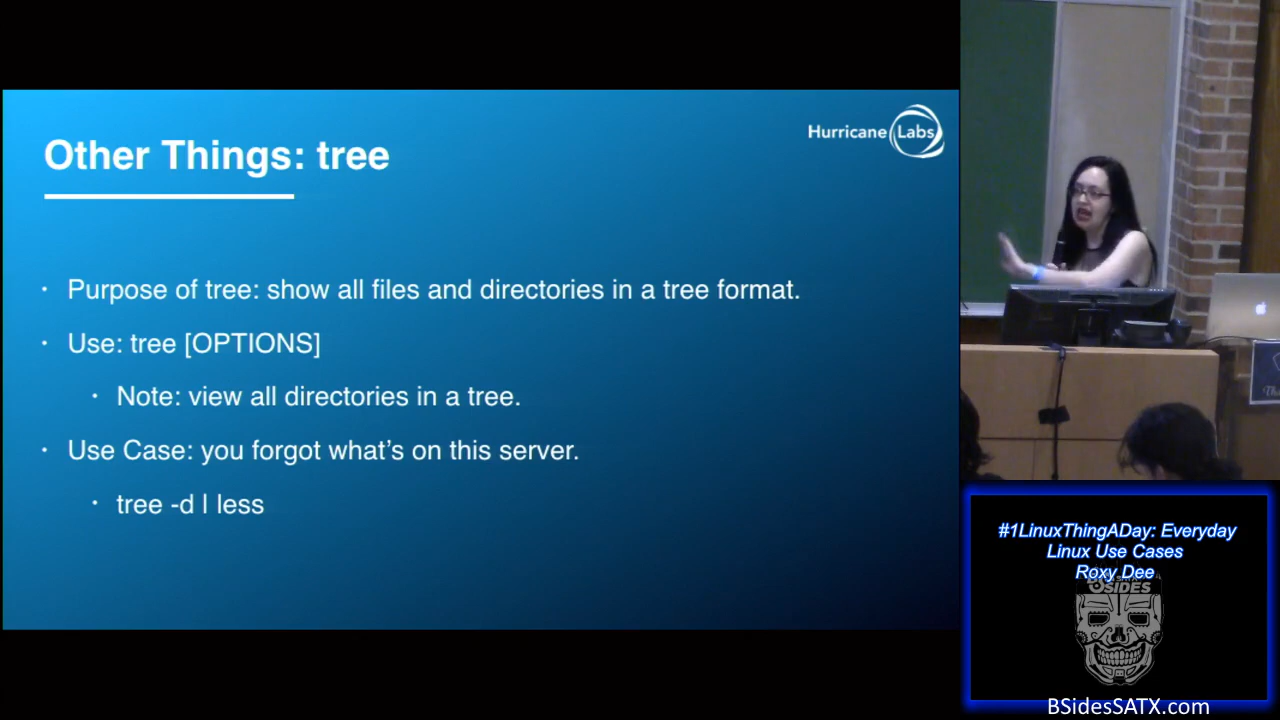 Hurricane Labs
Other Things: tree
· Purpose of tree: show all files and directories in a tree format.
· Use: tree [OPTIONS]
· Note: view all directories in a tree.
· Use Case: you forgot what’s on this server.
· tree -d | less
#1LinuxThingADay: Everyday
Linux Use Cases
Roxy Dee
BSIDES
BSidesSATX.com